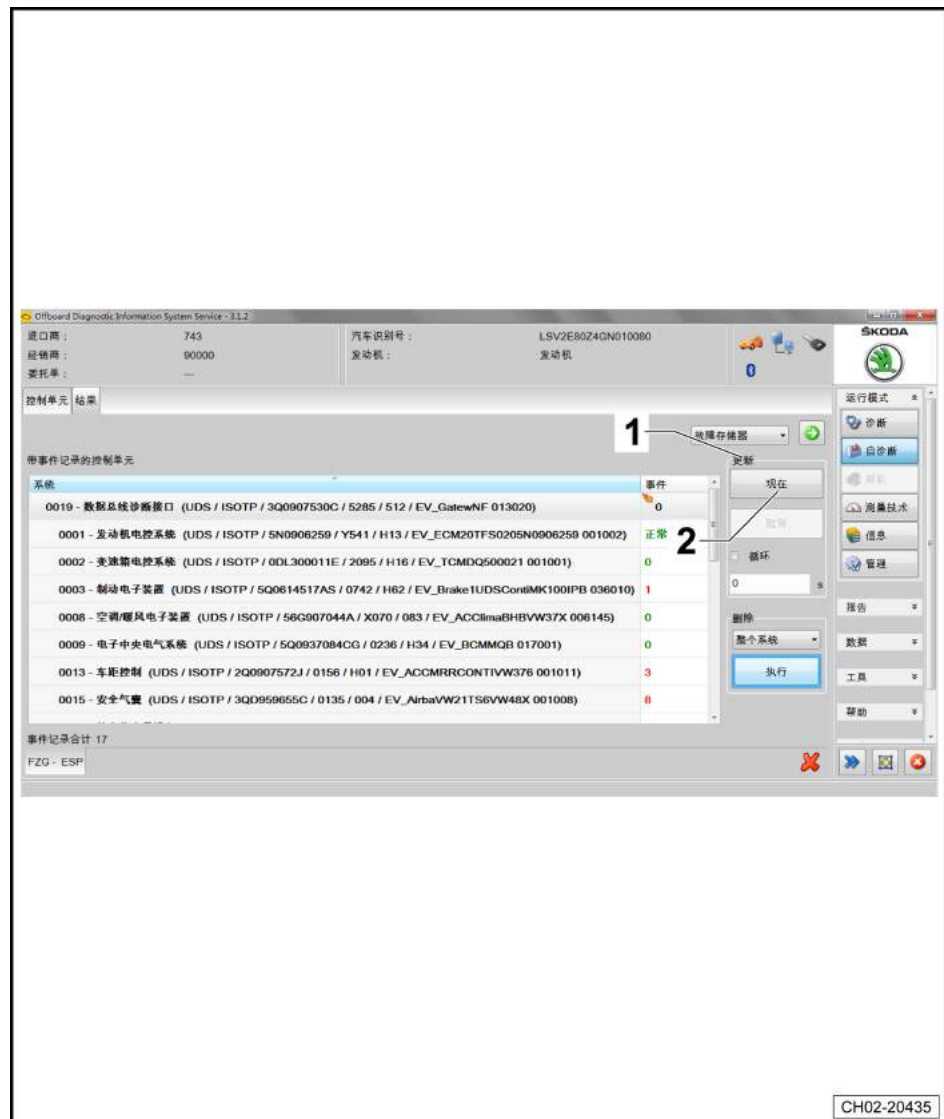 Offboard Diagnostic Information System Service - 3.1.2
进口商： 743 汽车识别号： LSV2E80Z4GN010080
经销商： 90000 发动机： 发动机
委托单： ---
0
ŠKODA
控制单元 结果
运行模式
诊断
1
故障存储器
自诊断
带事件记录的控制单元
更新
系统 事件
现在
0019 - 数据总线诊断接口 (UDS / ISOTP / 3Q0907530C / 5285 / 512 / EV_GatewNF 013020) 0
测量技术
0001 - 发动机电控系统 (UDS / ISOTP / 5N0906259 / Y541 / H13 / EV_ECM20TFS0205N0906259 001002) 正常
2
信息
0002 - 变速箱电控系统 (UDS / ISOTP / 0DL300011E / 2095 / H16 / EV_TCMDQ500021 001001) 0
循环
管理
0003 - 制动电子装置 (UDS / ISOTP / 5Q0614517AS / 0742 / H62 / EV_Brake1UDSContiMK100IPB 036010) 1
0 s
0008 - 空调/暖风电子装置 (UDS / ISOTP / 56G907044A / X070 / 083 / EV_ACClimaBHBVW37X 006145) 0
删除
报告
0009 - 电子中央电气系统 (UDS / ISOTP / 5Q0937084CG / 0236 / H34 / EV_BCMMQB 017001) 0
整个系统
数据
0013 - 车距控制 (UDS / ISOTP / 2Q0907572J / 0156 / H01 / EV_ACCMRRCONTIVW376 001011) 3
执行
工具
0015 - 安全气囊 (UDS / ISOTP / 3QD959655C / 0135 / 004 / EV_AirbaVW21TS6VW48X 001008) 8
帮助
事件记录合计 17
FZG - ESP
CH02-20435